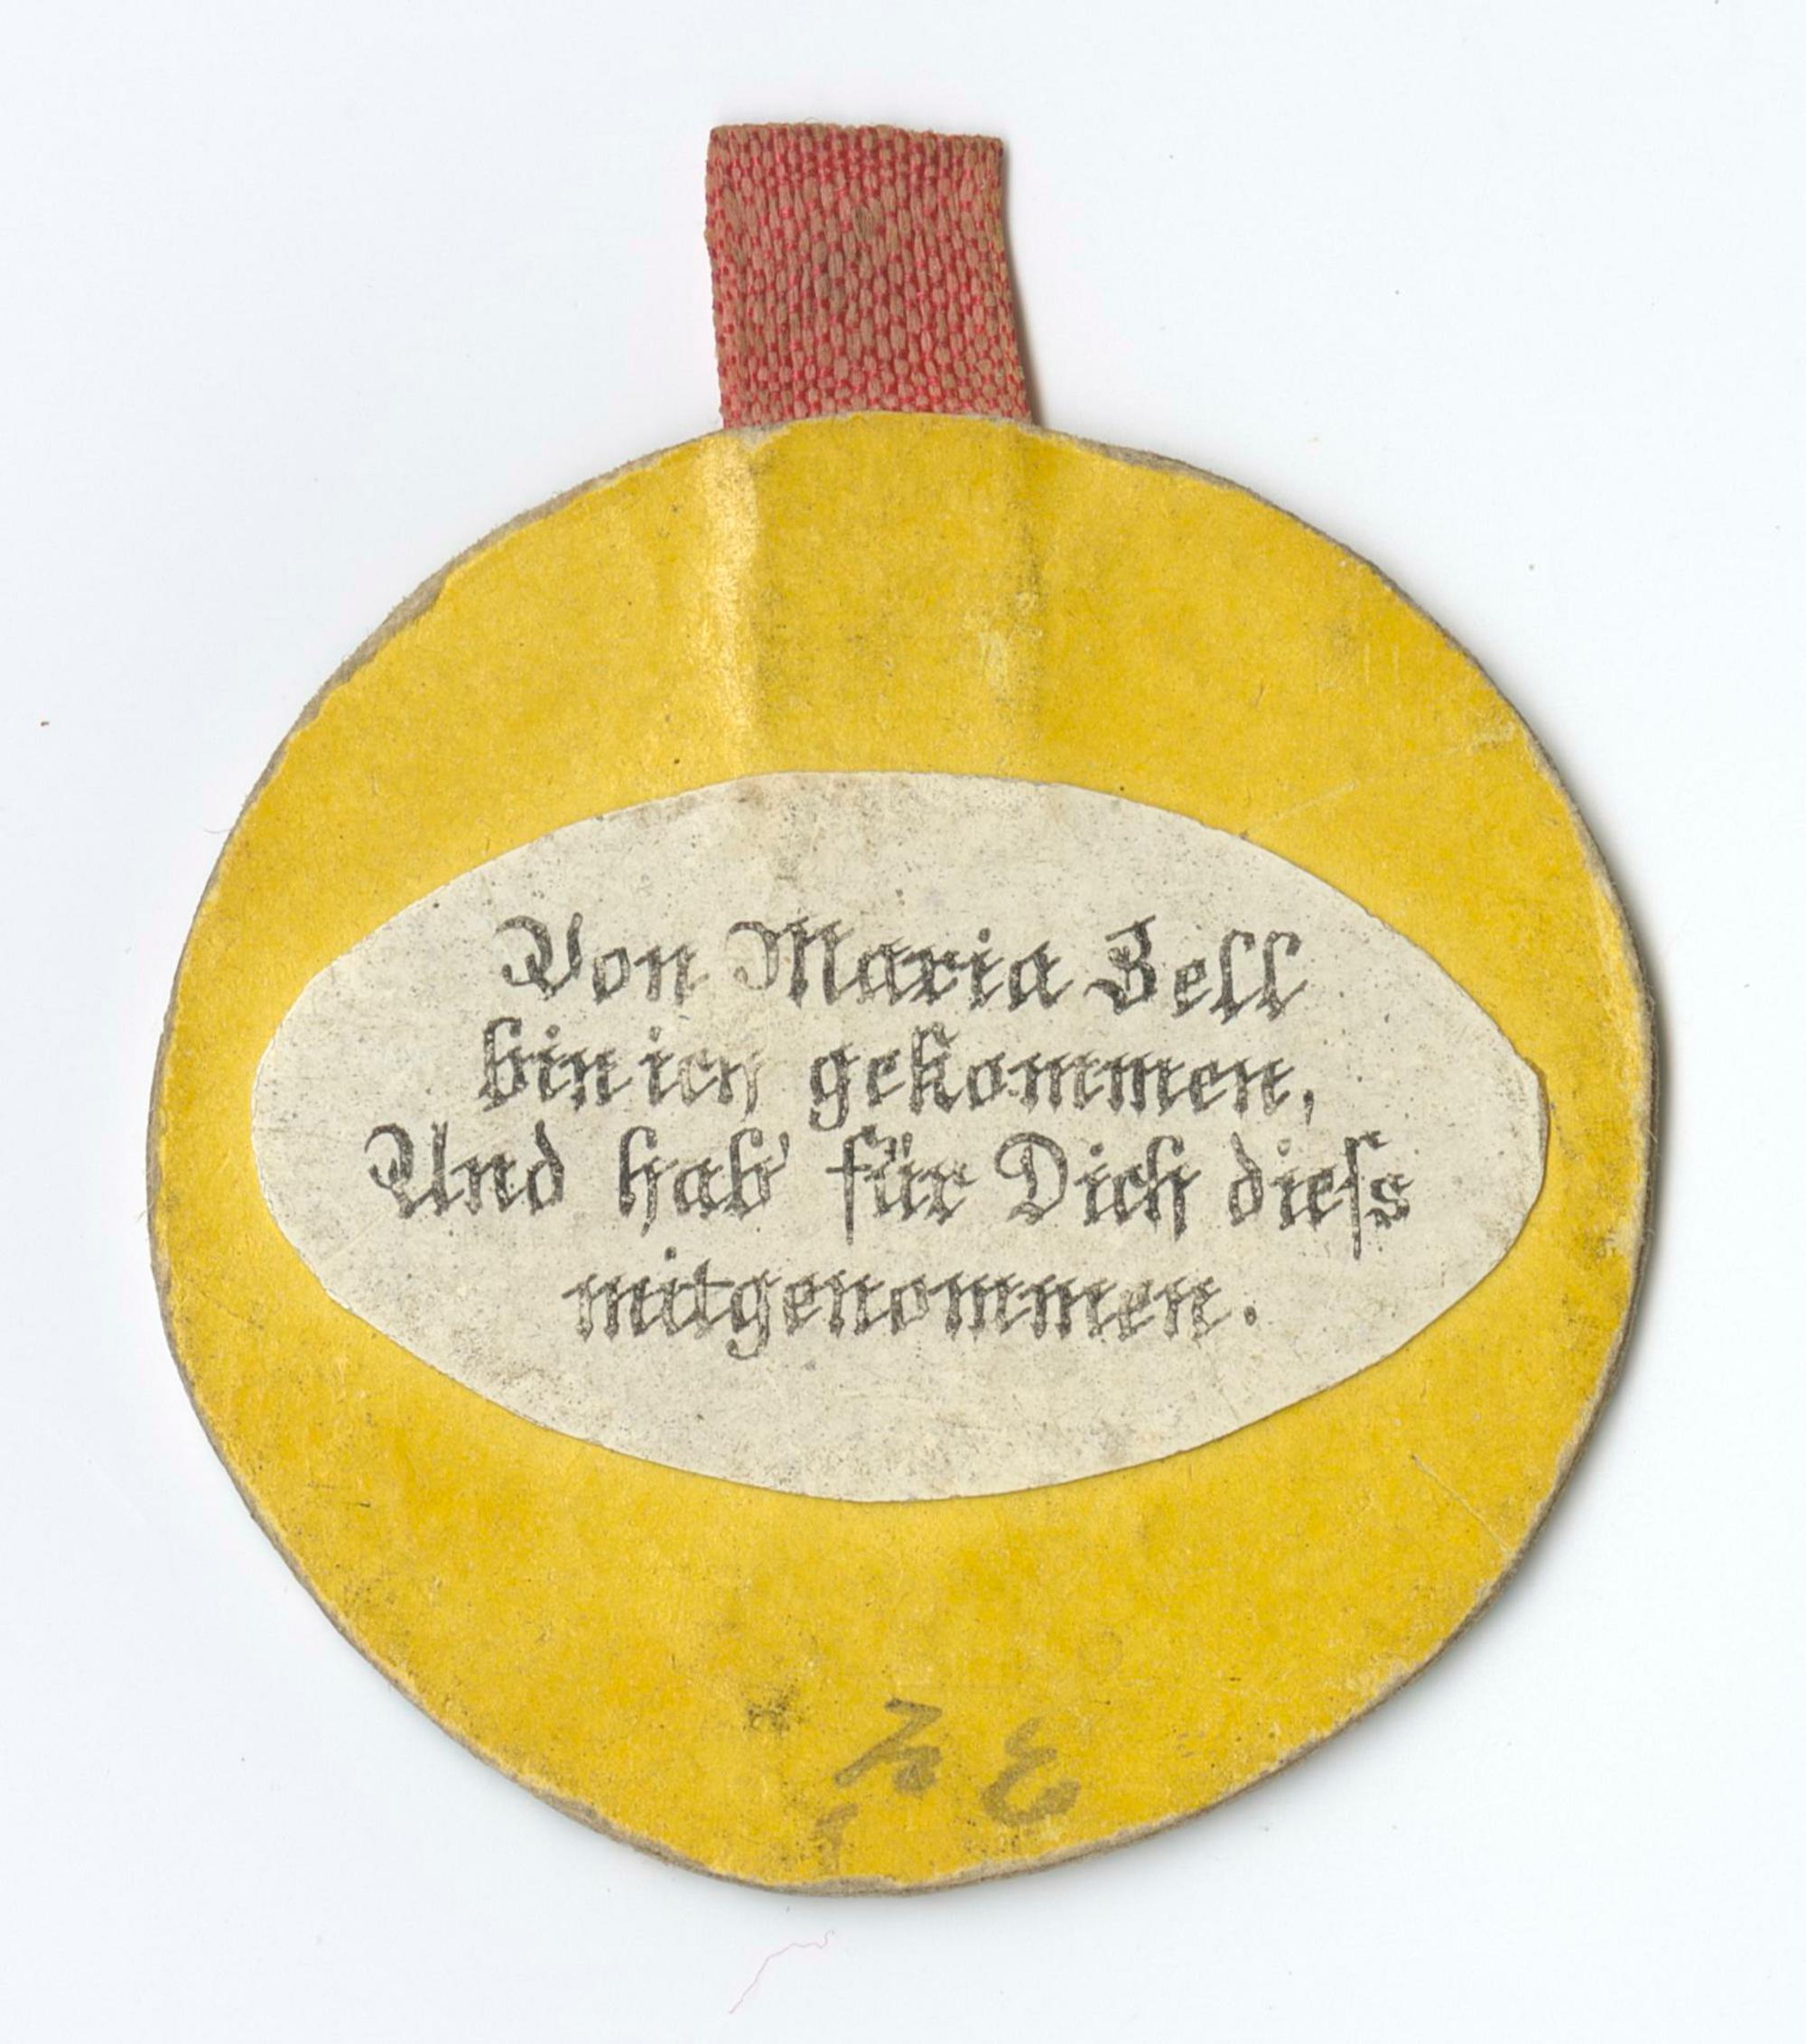 Von Maria Zell
bin ich gekommen,
Und hab' für Dich dieſs
mitgenommen.